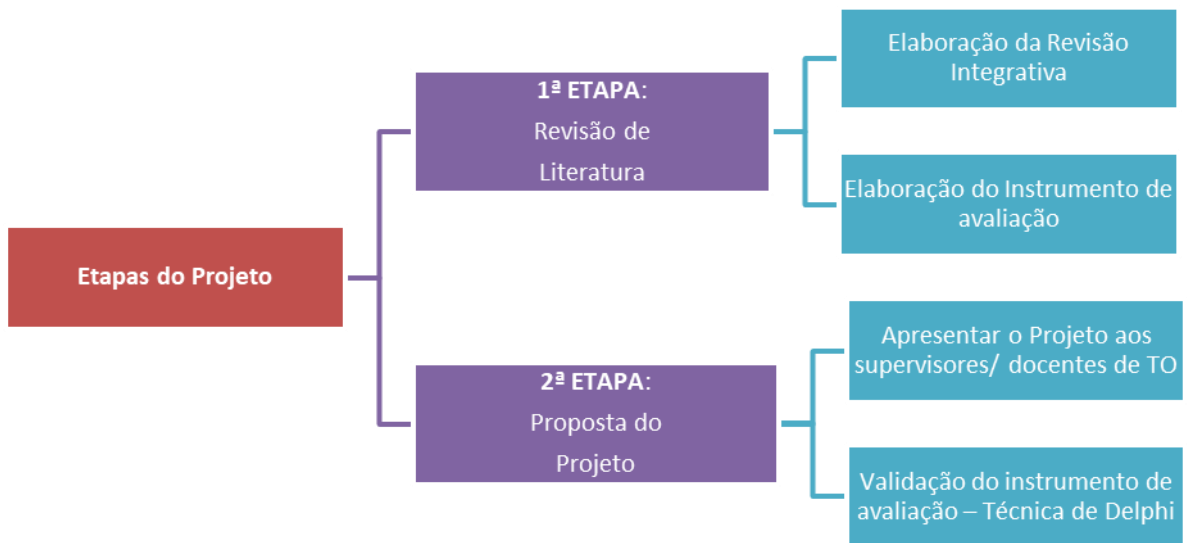 Etapas do Projeto
1ª ETAPA:
Revisão de
Literatura
Elaboração da Revisão
Integrativa
Elaboração do Instrumento de
avaliação
2ª ETAPA:
Proposta do
Projeto
Apresentar o Projeto aos
supervisores/ docentes de TO
Validação do instrumento de
avaliação – Técnica de Delphi